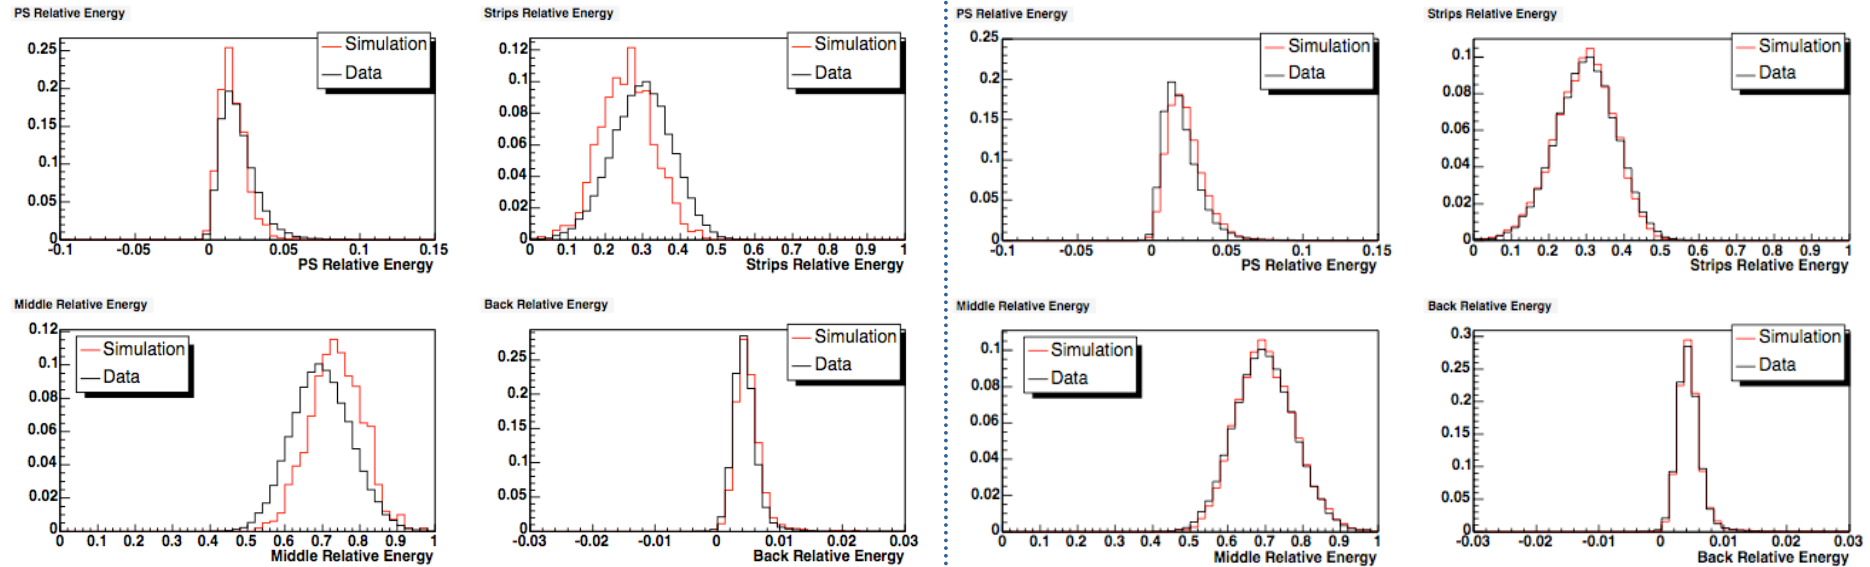 PS Relative Energy
Simulation
Data
0.25
0.2
0.15
0.1
0.05
0
-0.1 -0.05 0 0.05 0.1 0.15
PS Relative Energy
Strips Relative Energy
Simulation
Data
0.12
0.1
0.08
0.06
0.04
0.02
0
0 0.1 0.2 0.3 0.4 0.5 0.6 0.7 0.8 0.9 1
Strips Relative Energy
PS Relative Energy
Simulation
Data
0.25
0.2
0.15
0.1
0.05
0
-0.1 -0.05 0 0.05 0.1 0.15
PS Relative Energy
Strips Relative Energy
Simulation
Data
0.1
0.08
0.06
0.04
0.02
0
0 0.1 0.2 0.3 0.4 0.5 0.6 0.7 0.8 0.9 1
Strips Relative Energy
Middle Relative Energy
Simulation
Data
0.12
0.1
0.08
0.06
0.04
0.02
0
0 0.1 0.2 0.3 0.4 0.5 0.6 0.7 0.8 0.9 1
Middle Relative Energy
Back Relative Energy
Simulation
Data
0.25
0.2
0.15
0.1
0.05
0
-0.03 -0.02 -0.01 0 0.01 0.02 0.03
Back Relative Energy
Middle Relative Energy
Simulation
Data
0.1
0.08
0.06
0.04
0.02
0
0 0.1 0.2 0.3 0.4 0.5 0.6 0.7 0.8 0.9 1
Middle Relative Energy
Back Relative Energy
Simulation
Data
0.3
0.25
0.2
0.15
0.1
0.05
0
-0.03 -0.02 -0.01 0 0.01 0.02 0.03
Back Relative Energy